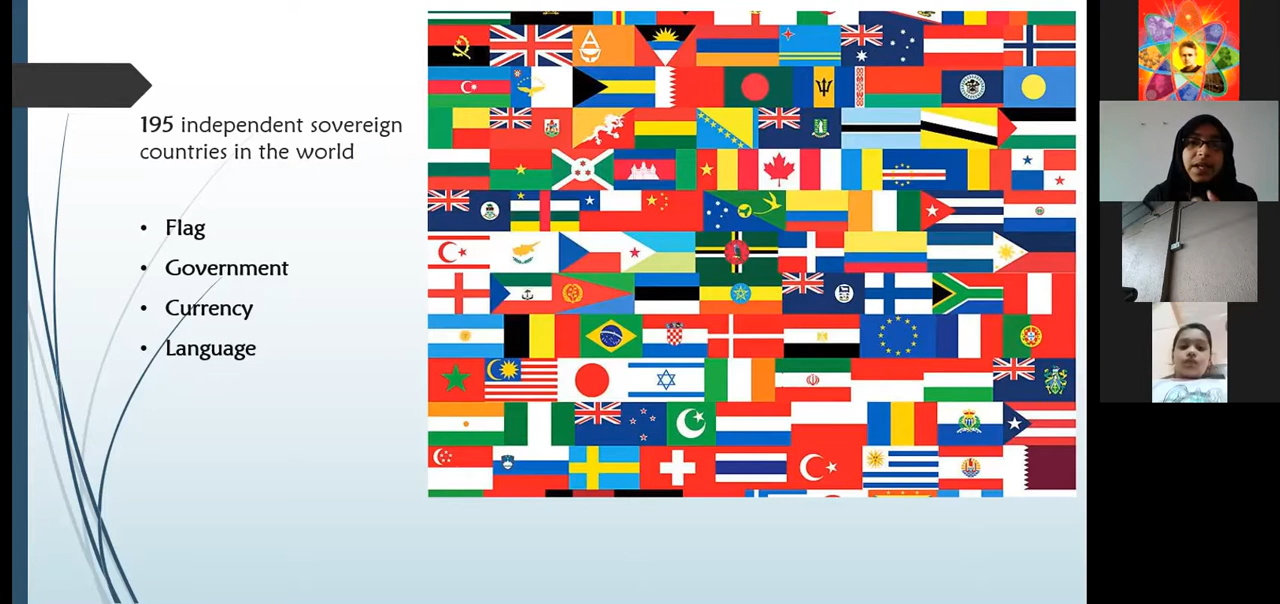 195 independent sovereign
countries in the world
• Flag
• Government
• Currency
• Language